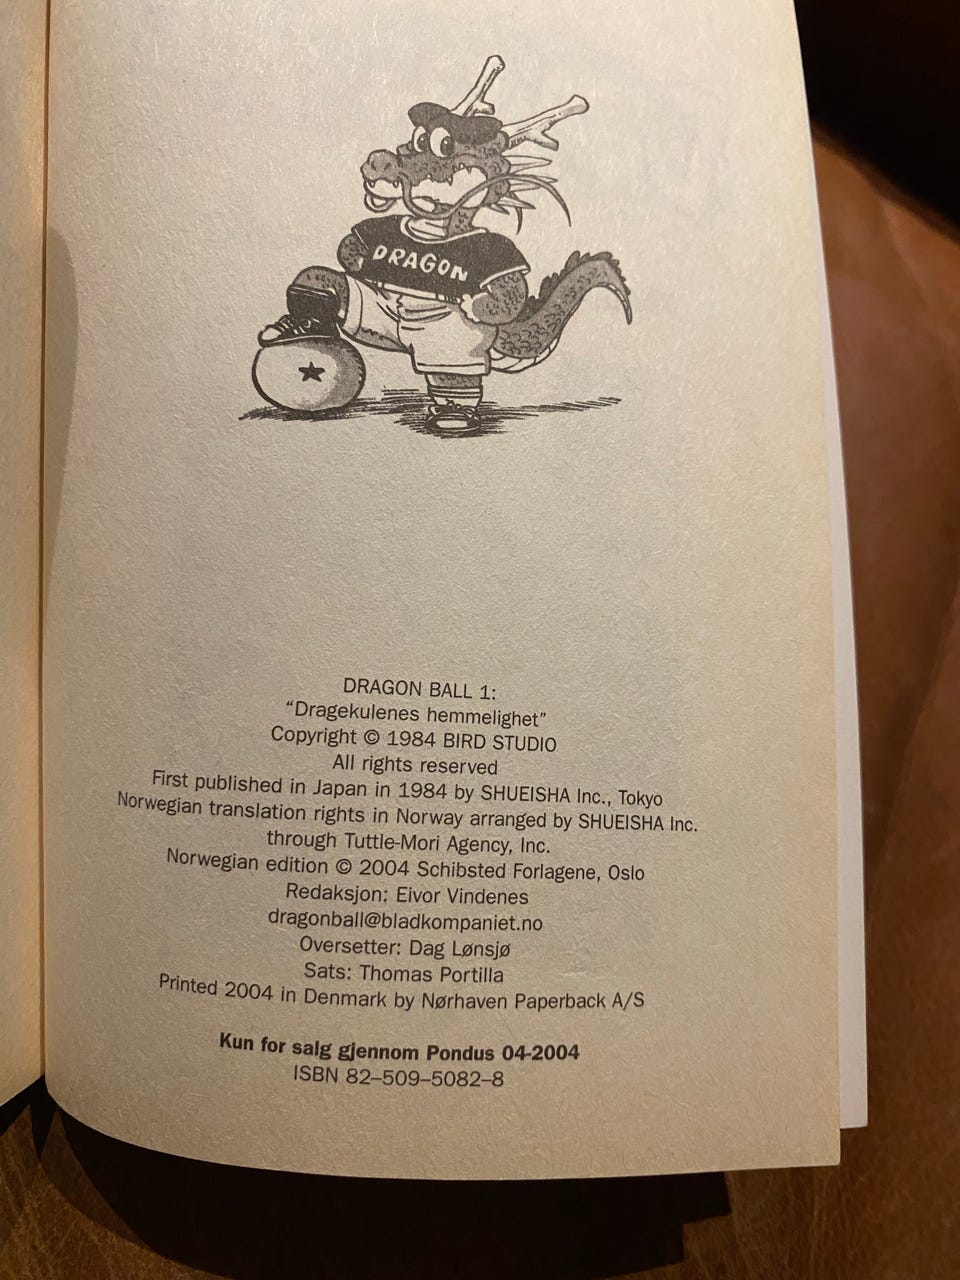 DRAGON
DRAGON BALL 1:
“Dragekulenes hemmelighet”
Copyright © 1984 BIRD STUDIO
All rights reserved
First published in Japan in 1984 by SHUEISHA Inc., Tokyo
Norwegian translation rights in Norway arranged by SHUEISHA Inc.
through Tuttle-Mori Agency, Inc.
Norwegian edition © 2004 Schibsted Forlagene, Oslo
Redaksjon: Eivor Vindenes
dragonball@bladkompaniet.no
Oversetter: Dag Lønsjø
Sats: Thomas Portilla
Printed 2004 in Denmark by Nørhaven Paperback A/S
Kun for salg gjennom Pondus 04-2004
ISBN 82–509–5082–8